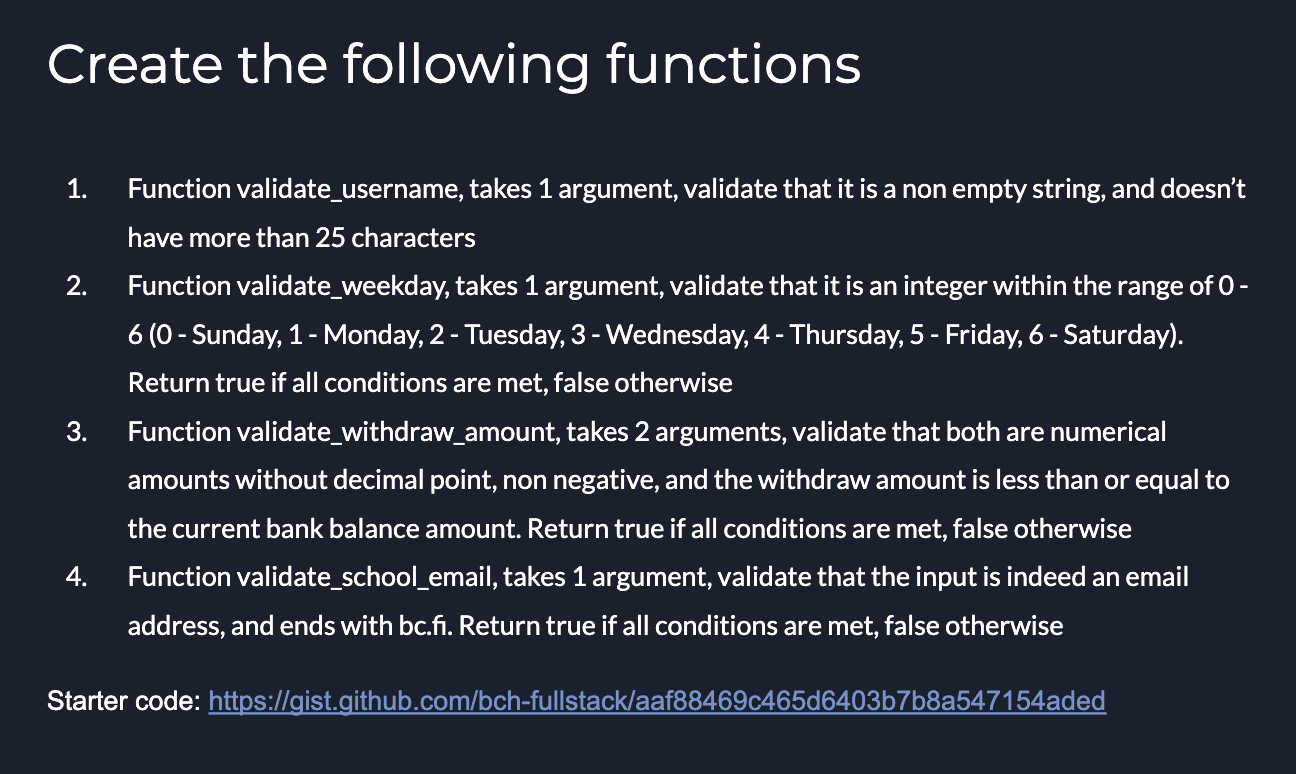 Create the following functions
1. Function validate_username, takes 1 argument, validate that it is a non empty string, and doesn’t
have more than 25 characters
2. Function validate_weekday, takes 1 argument, validate that it is an integer within the range of 0 -
6 (0 - Sunday, 1 - Monday, 2 - Tuesday, 3 - Wednesday, 4 - Thursday, 5 - Friday, 6 - Saturday).
Return true if all conditions are met, false otherwise
3. Function validate_withdraw_amount, takes 2 arguments, validate that both are numerical
amounts without decimal point, non negative, and the withdraw amount is less than or equal to
the current bank balance amount. Return true if all conditions are met, false otherwise
4. Function validate_school_email, takes 1 argument, validate that the input is indeed an email
address, and ends with bc.fi. Return true if all conditions are met, false otherwise
Starter code: https://gist.github.com/bch-fullstack/aaf88469c465d6403b7b8a547154aded